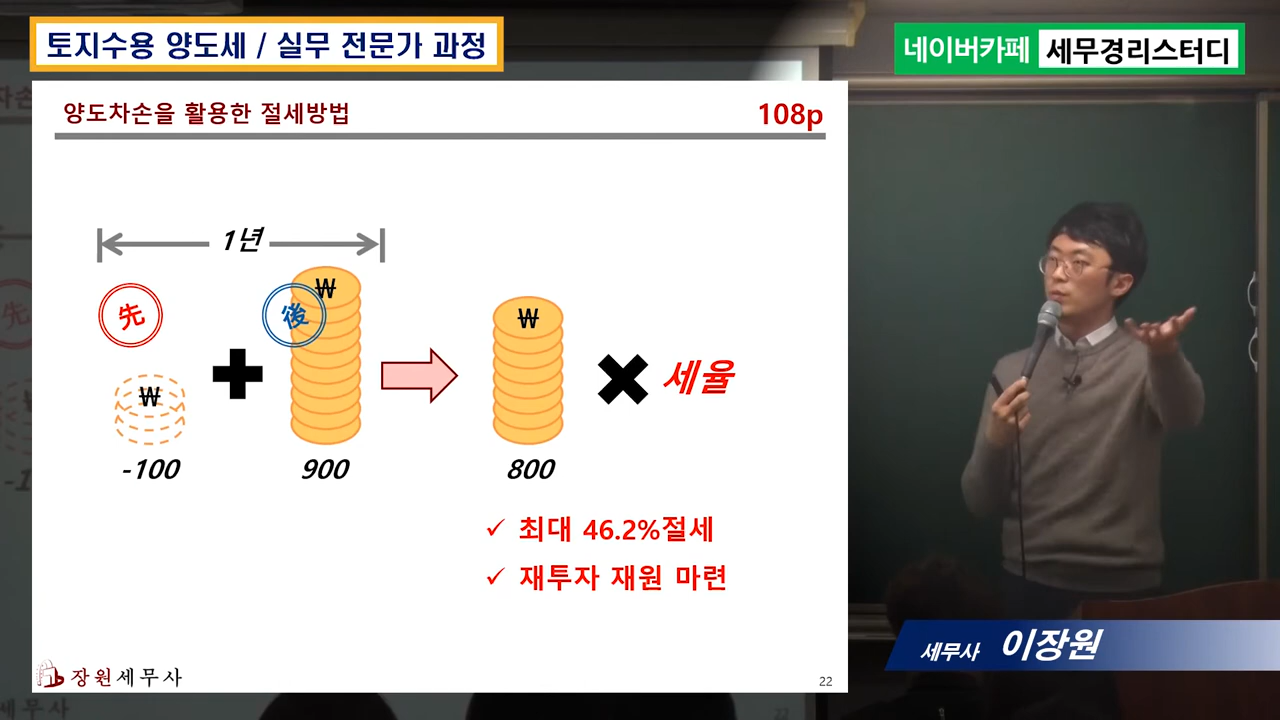 토지수용 양도세 / 실무 전문가 과정
네이버카페 세무경리스터디
양도차손을 활용한 절세방법
108p
1년
先
後
₩
₩
₩
세율
-100
900
800
✓ 최대 46.2%절세
✓ 재투자 재원 마련
장원세무사
22
세무사 이장원